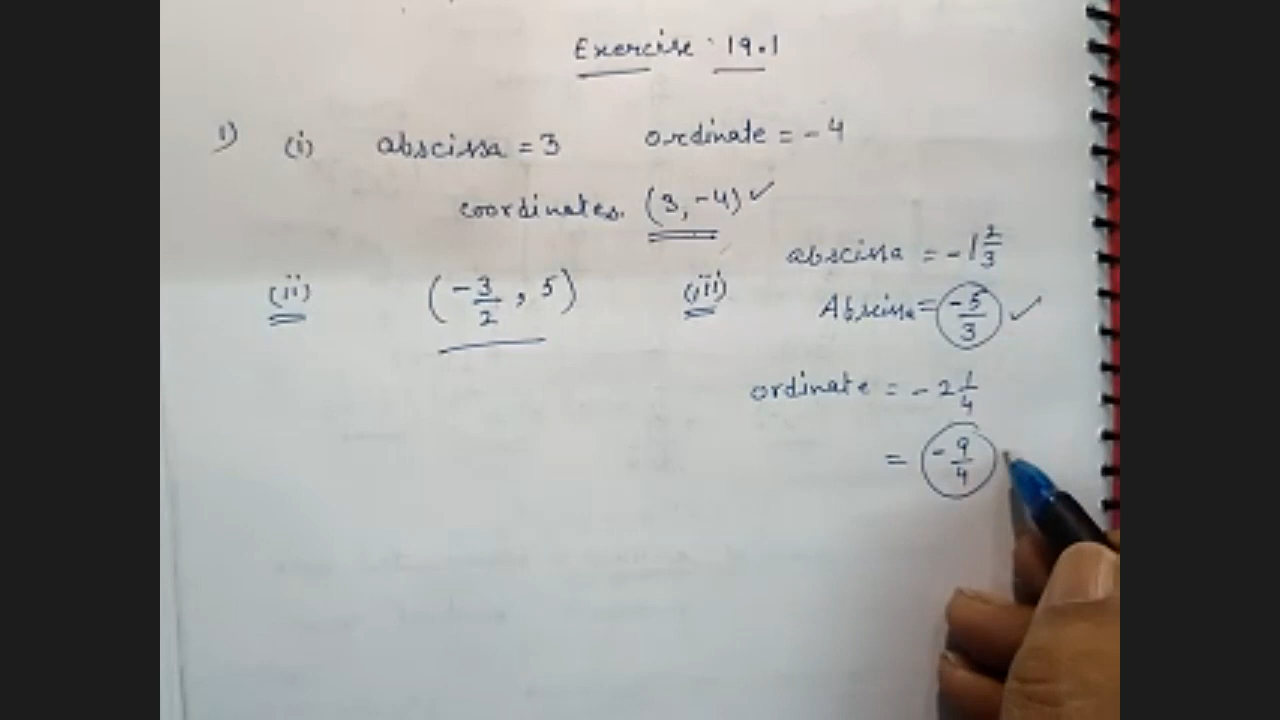 Exercise 19.1
1) (i) abscissa = 3 ordinate = -4
coordinates. (3, -4) ✓
(ii) (-3/2, 5) (iii) abscissa = -1 2/3
Abscissa = -5/3 ✓
ordinate = -2 1/4
= -9/4